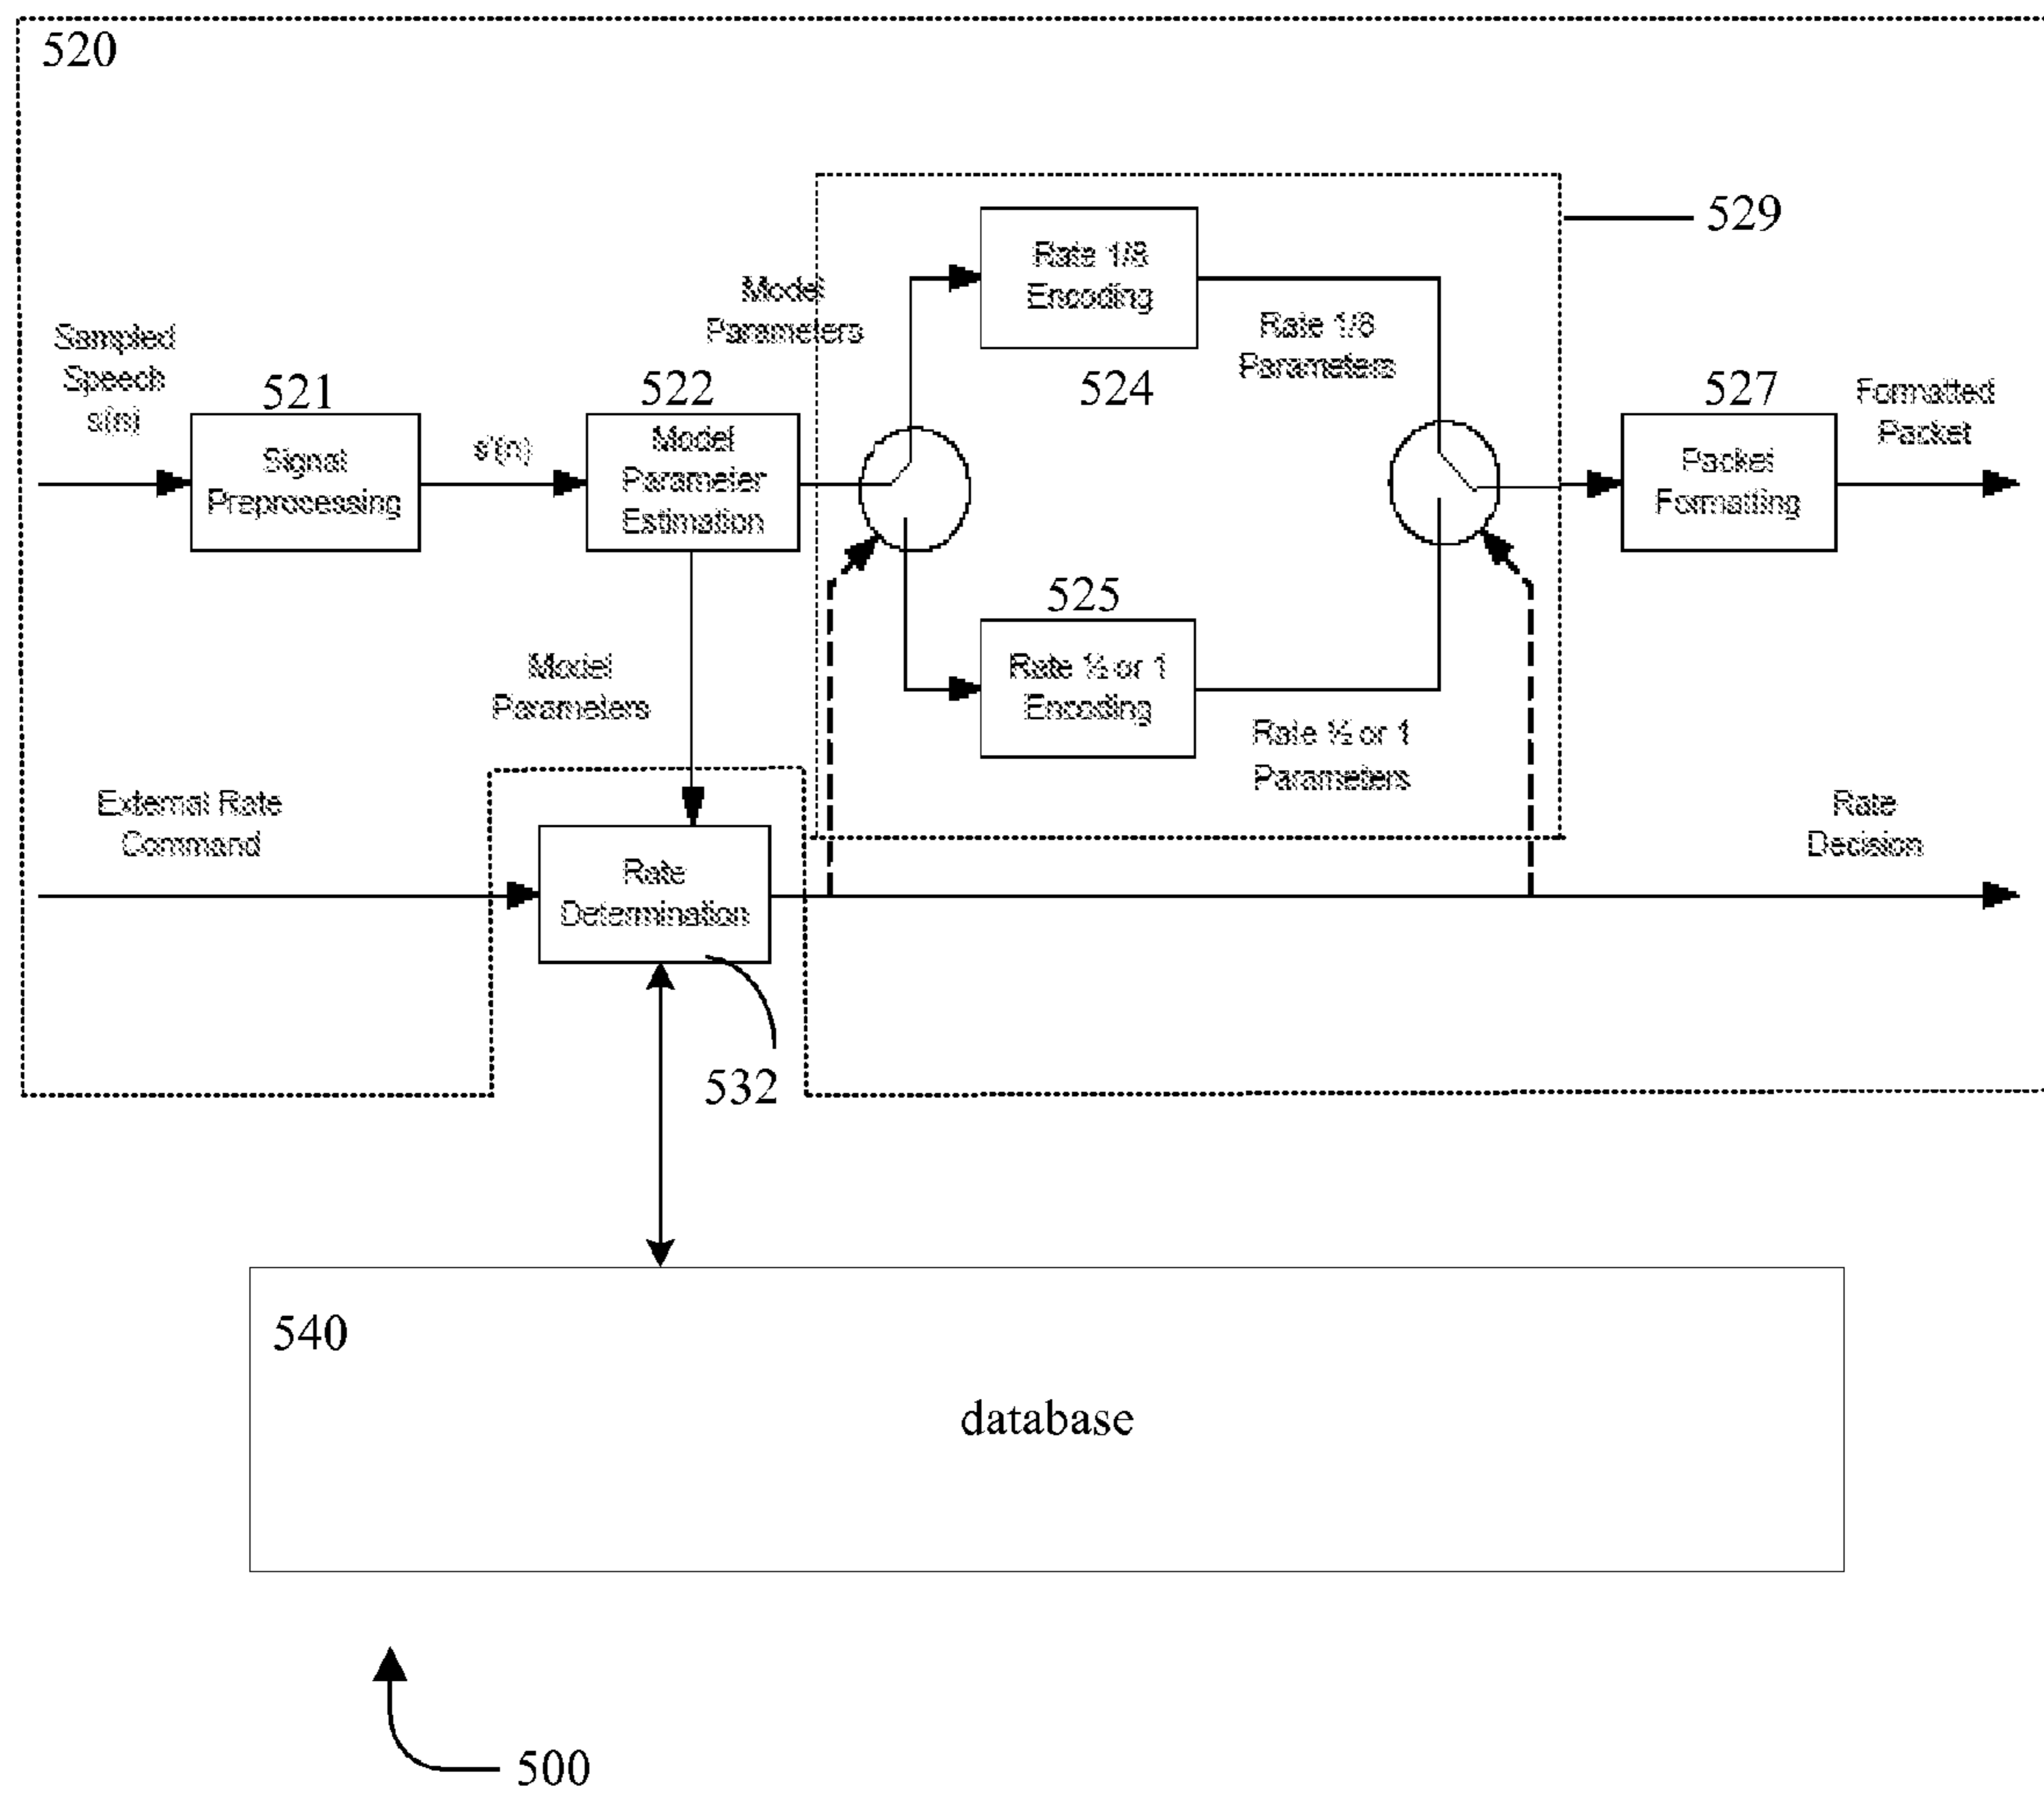 520
529
Rate 1/8
Encoding
524
Model
Parameters
Rate 1/8
Parameters
Sampled
Speech
s(n)
521
Signal
Preprocessing
s'(n)
522
Model
Parameter
Estimation
527
Packet
Formatting
Formatted
Packet
525
Rate ½ or 1
Encoding
Rate ½ or 1
Parameters
Model
Parameters
External Rate
Command
Rate
Determination
Rate
Decision
532
540
database
500